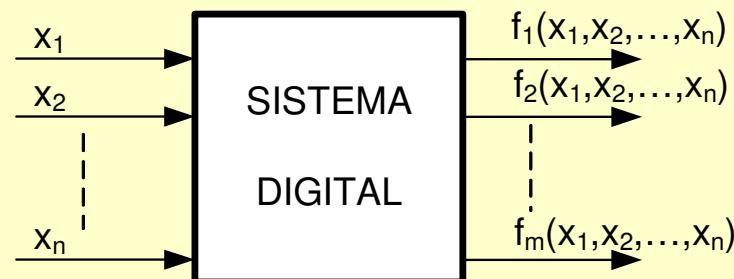 x₁
f₁(x₁,x₂,…,xₙ)
x₂
SISTEMA
f₂(x₁,x₂,…,xₙ)
DIGITAL
xₙ
fₘ(x₁,x₂,…,xₙ)